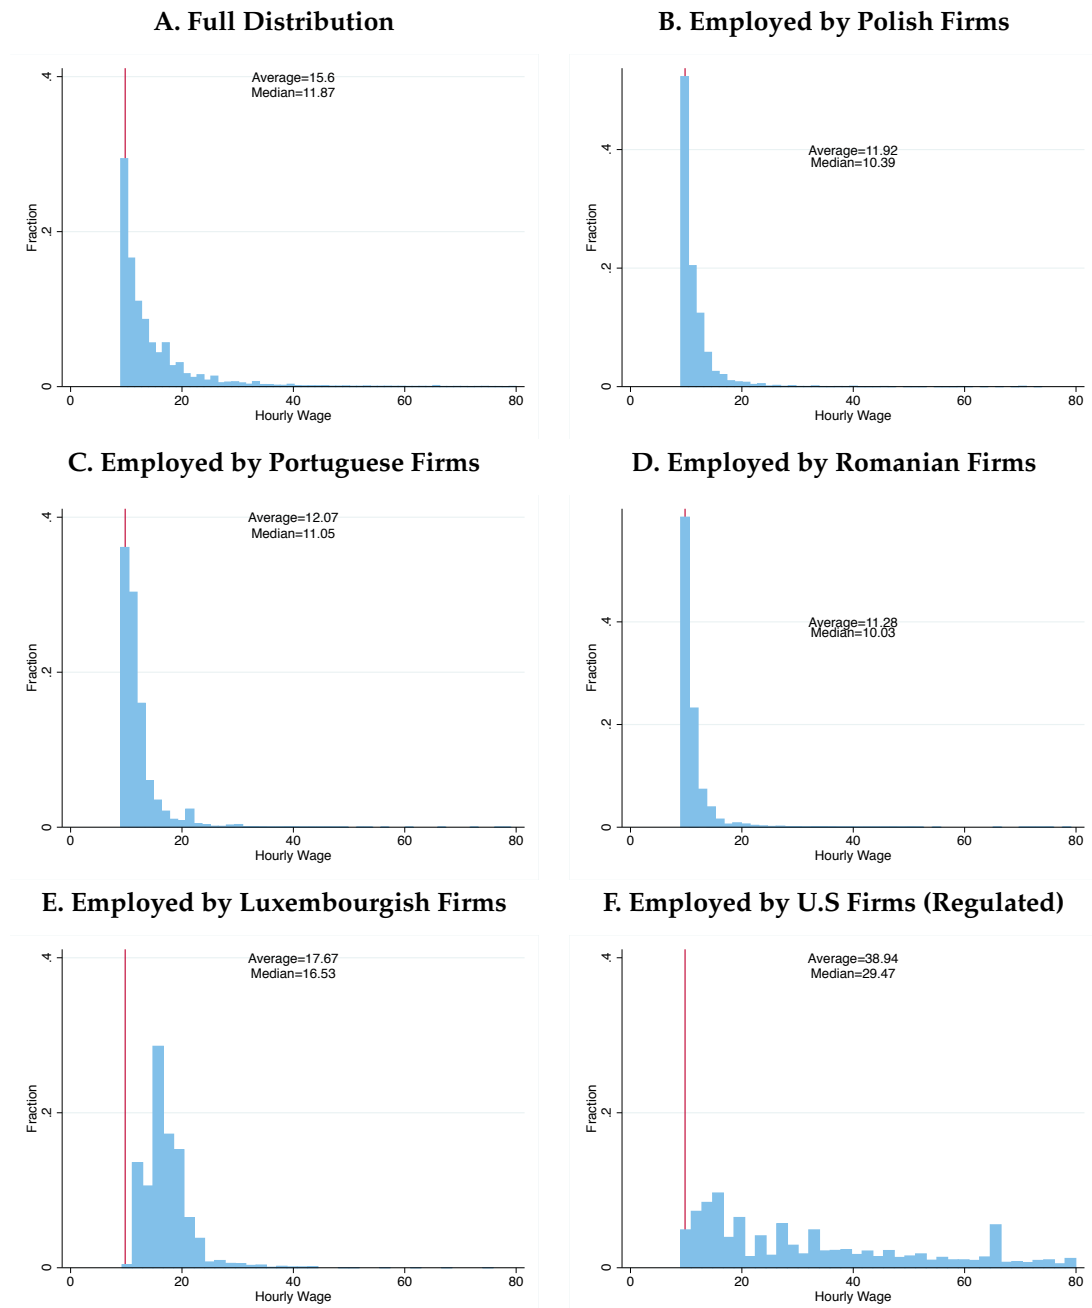 A. Full Distribution
Average=15.6
Median=11.87
.4
.2
0
Fraction
0 20 40 60 80
Hourly Wage
B. Employed by Polish Firms
Average=11.92
Median=10.39
.4
.2
0
Fraction
0 20 40 60 80
Hourly Wage
C. Employed by Portuguese Firms
Average=12.07
Median=11.05
.4
.2
0
Fraction
0 20 40 60 80
Hourly Wage
D. Employed by Romanian Firms
Average=11.28
Median=10.03
.4
.2
0
Fraction
0 20 40 60 80
Hourly Wage
E. Employed by Luxembourgish Firms
Average=17.67
Median=16.53
.4
.2
0
Fraction
0 20 40 60 80
Hourly Wage
F. Employed by U.S Firms (Regulated)
Average=38.94
Median=29.47
.4
.2
0
Fraction
0 20 40 60 80
Hourly Wage